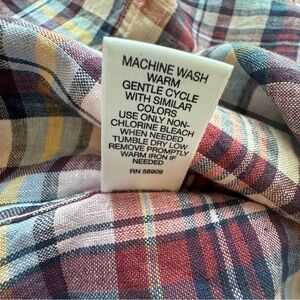 MACHINE WASH
WARM
GENTLE CYCLE
WITH SIMILAR
COLORS
USE ONLY NON-
CHLORINE BLEACH
WHEN NEEDED
TUMBLE DRY LOW
REMOVE PROMPTLY
WARM IRON IF
NEEDED
RN 58909